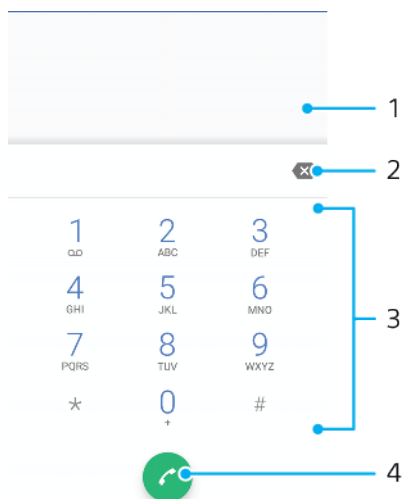 1
2
1 2 3
ABC DEF
4 5 6
GHI JKL MNO
3
7 8 9
PQRS TUV WXYZ
* 0 #
+
4